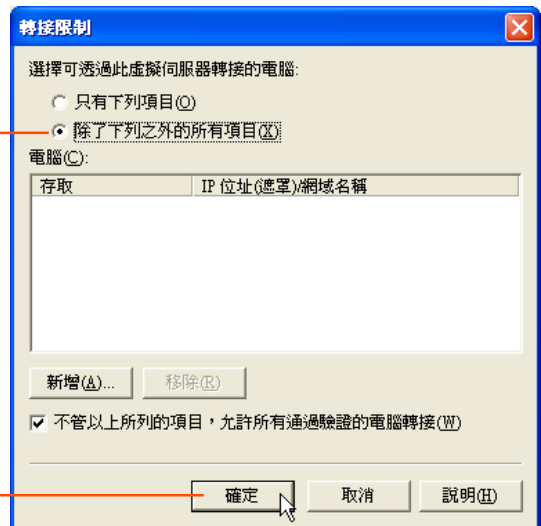 轉接限制
選擇可透過此虛擬伺服器轉接的電腦:
只有下列項目(O)
除了下列之外的所有項目(X)
電腦(C):
存取 IP 位址(遮罩)/網域名稱
新增(A)... 移除(R)
不管以上所列的項目，允許所有通過驗證的電腦轉接(W)
確定 取消 說明(H)